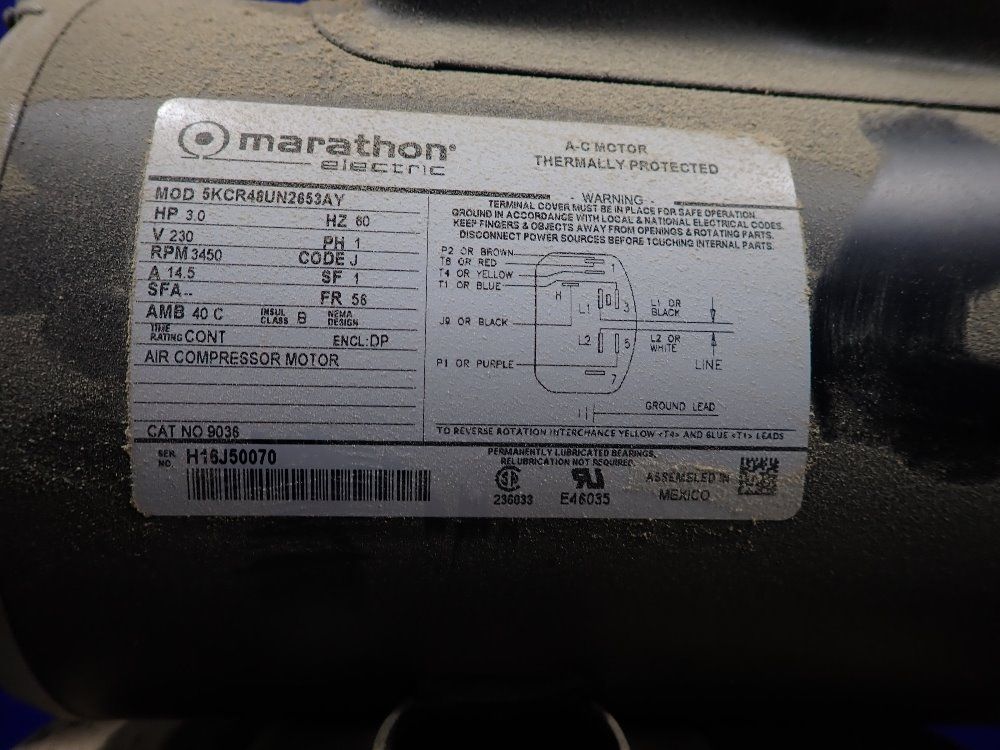 marathon®
electric
A-C MOTOR
THERMALLY PROTECTED
MOD 5KCR48UN2653AY
HP 3.0 HZ 60
V 230 PH 1
RPM 3450 CODE J
A 14.5 SF 1
SFA -- FR 56
AMB 40 C INSUL CLASS B NEMA DESIGN
TIME RATING CONT ENCL: DP
AIR COMPRESSOR MOTOR
CAT NO 9036
WARNING
TERMINAL COVER MUST BE IN PLACE FOR SAFE OPERATION.
GROUND IN ACCORDANCE WITH LOCAL & NATIONAL ELECTRICAL CODES.
KEEP FINGERS & OBJECTS AWAY FROM OPENINGS & ROTATING PARTS.
DISCONNECT POWER SOURCES BEFORE TOUCHING INTERNAL PARTS.
P2 OR BROWN
T8 OR RED
T4 OR YELLOW
T1 OR BLUE
J9 OR BLACK
P1 OR PURPLE
1
H
L1 3
L2 5
7
L1 OR
BLACK
L2 OR
WHITE
LINE
GROUND LEAD
TO REVERSE ROTATION INTERCHANGE YELLOW <T4> AND BLUE <T1> LEADS
SER. NO. H16J50070
PERMANENTLY LUBRICATED BEARINGS.
RELUBRICATION NOT REQUIRED.
236033
E46035
ASSEMBLED IN
MEXICO